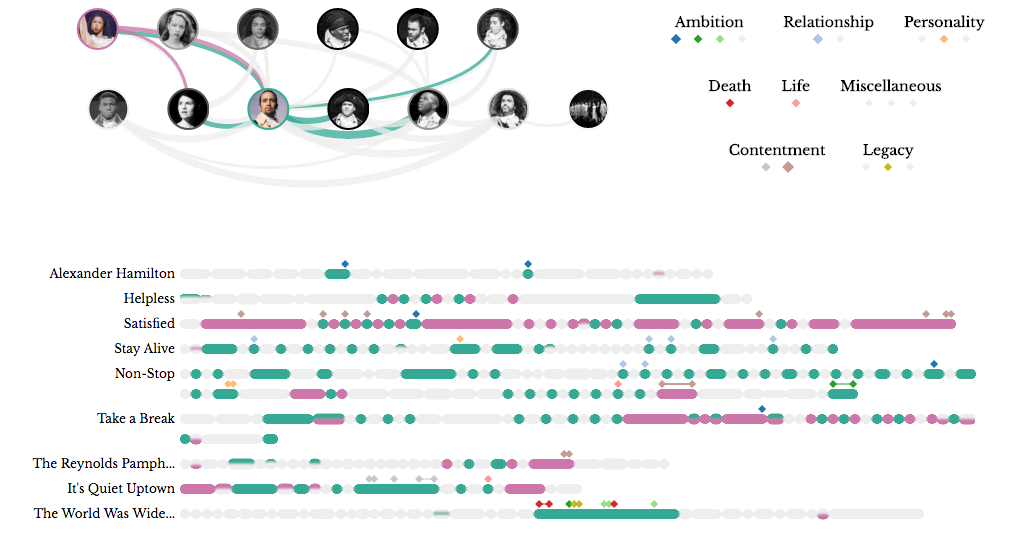 Ambition Relationship Personality
Death Life Miscellaneous
Contentment Legacy
Alexander Hamilton
Helpless
Satisfied
Stay Alive
Non-Stop
Take a Break
The Reynolds Pamph...
It's Quiet Uptown
The World Was Wide...